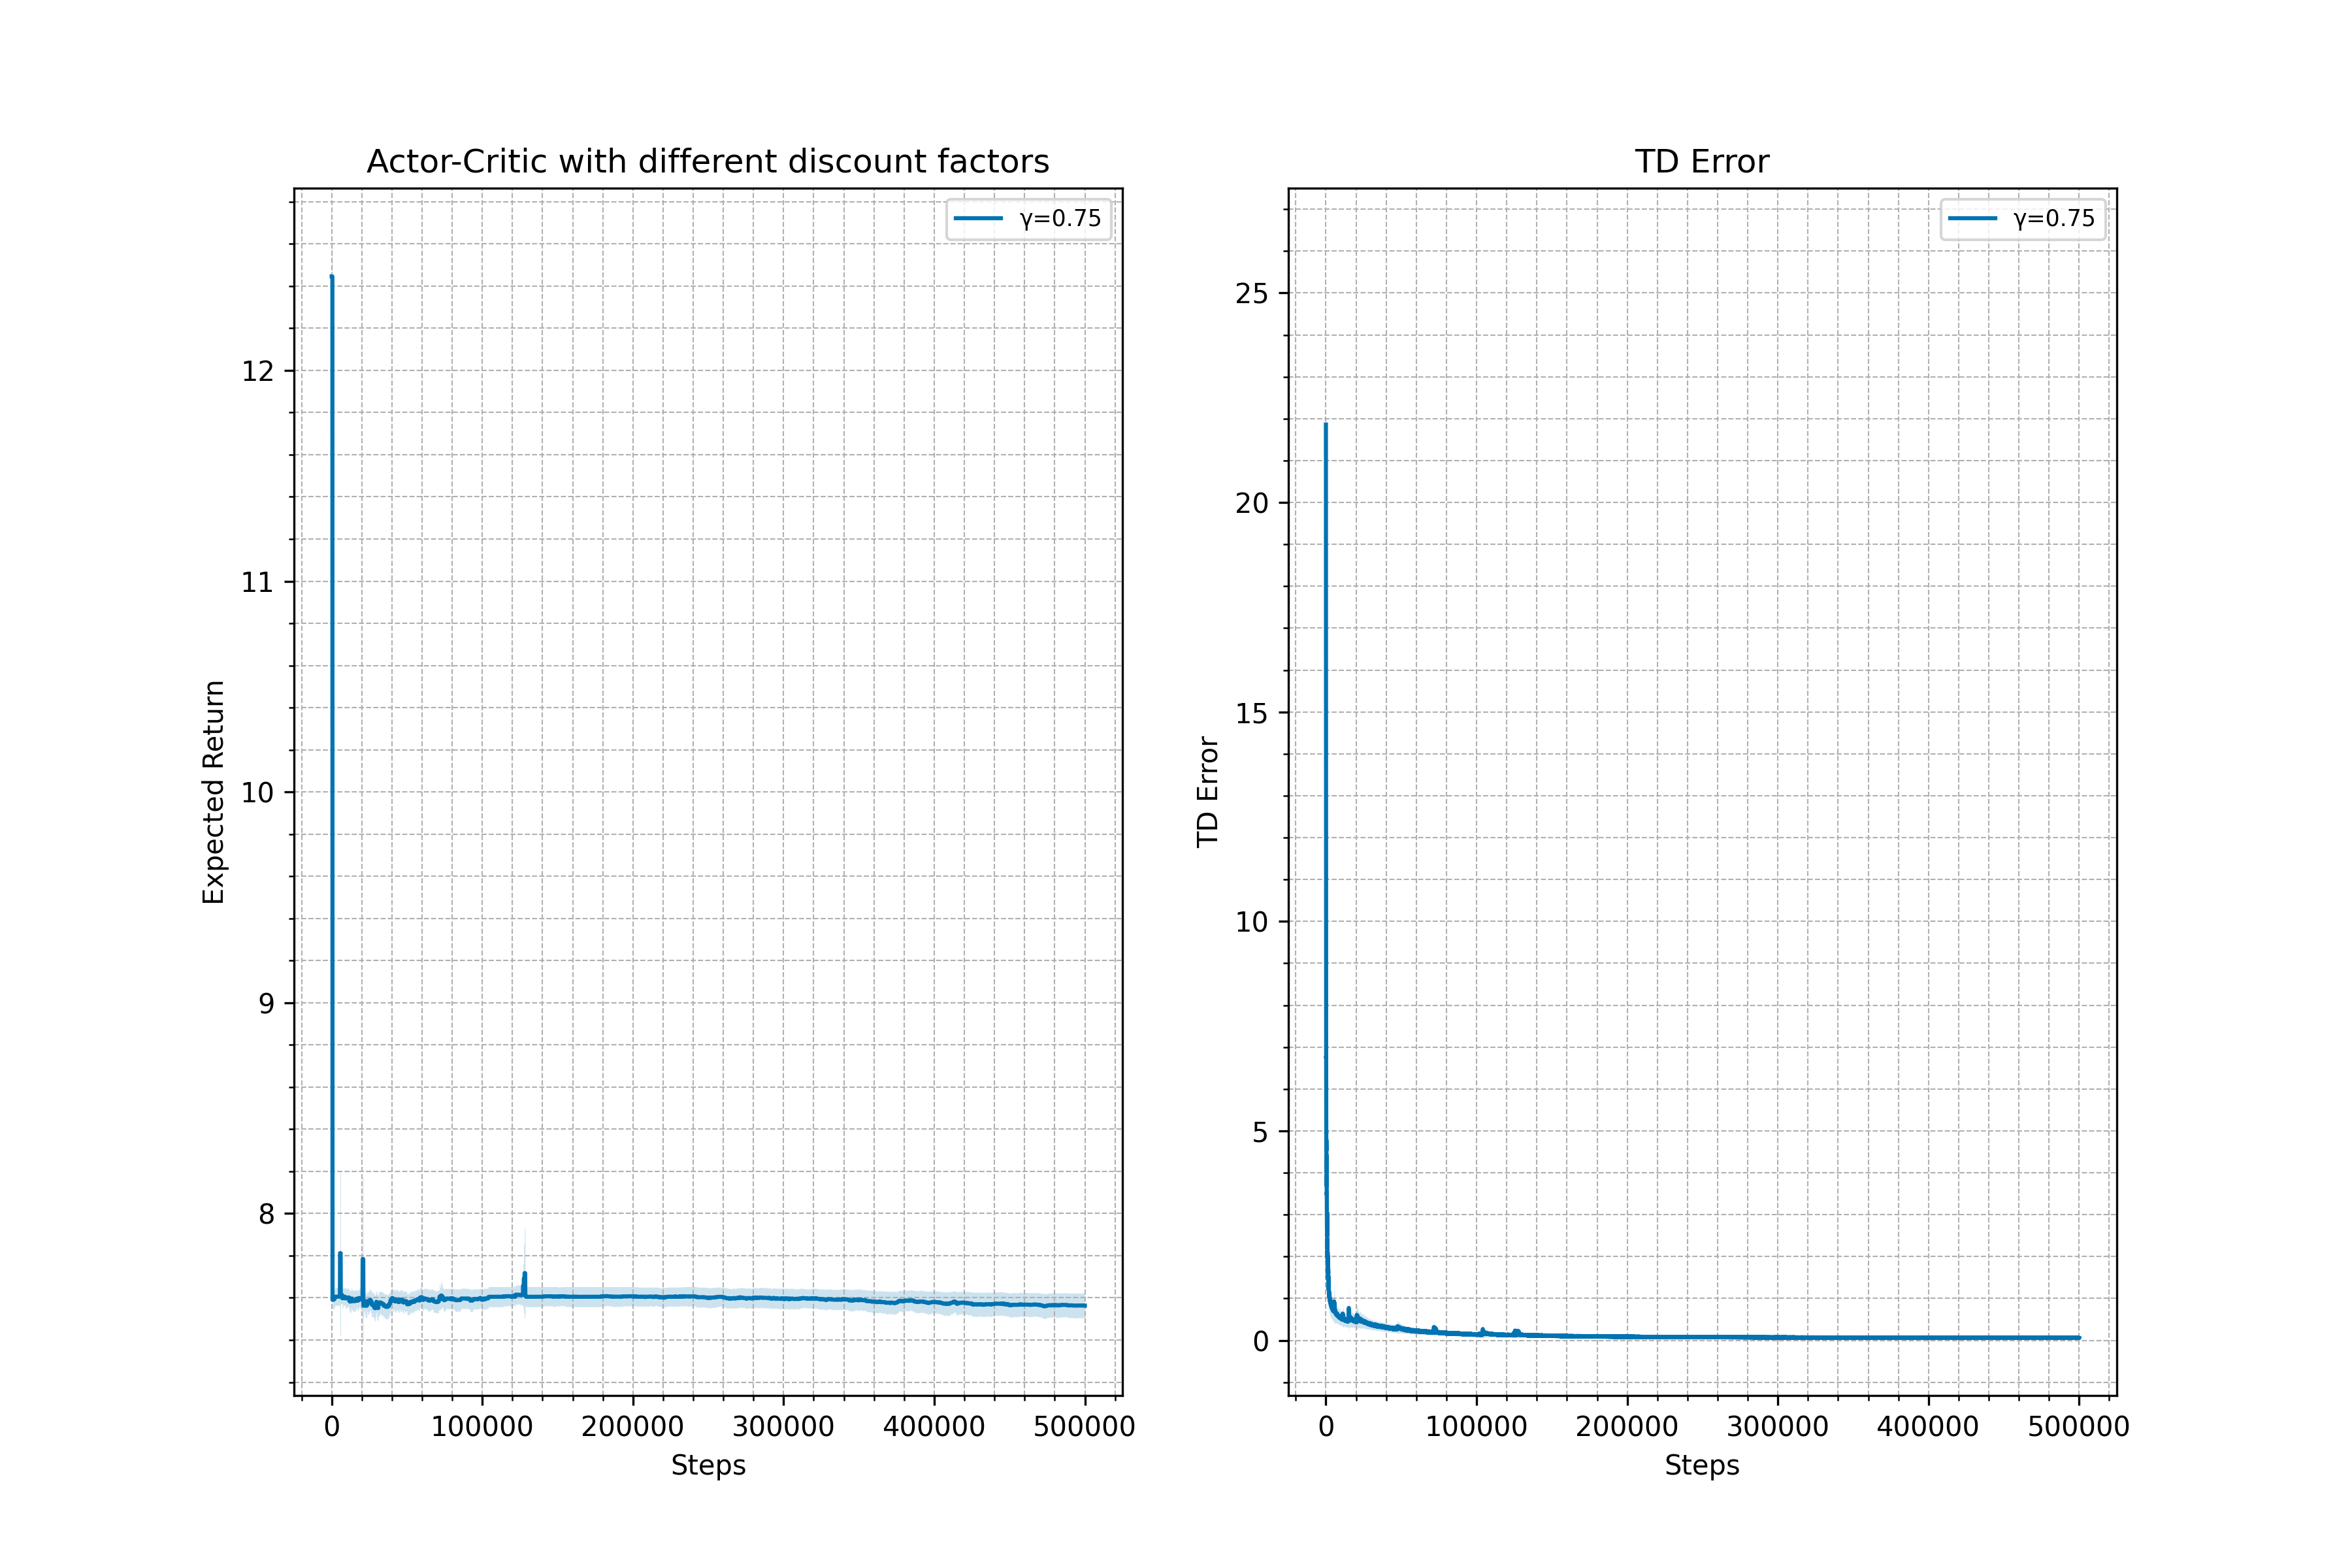 Actor-Critic with different discount factors
γ=0.75
12
11
10
9
8
Expected Return
0 100000 200000 300000 400000 500000
Steps
TD Error
γ=0.75
25
20
15
10
5
0
TD Error
0 100000 200000 300000 400000 500000
Steps